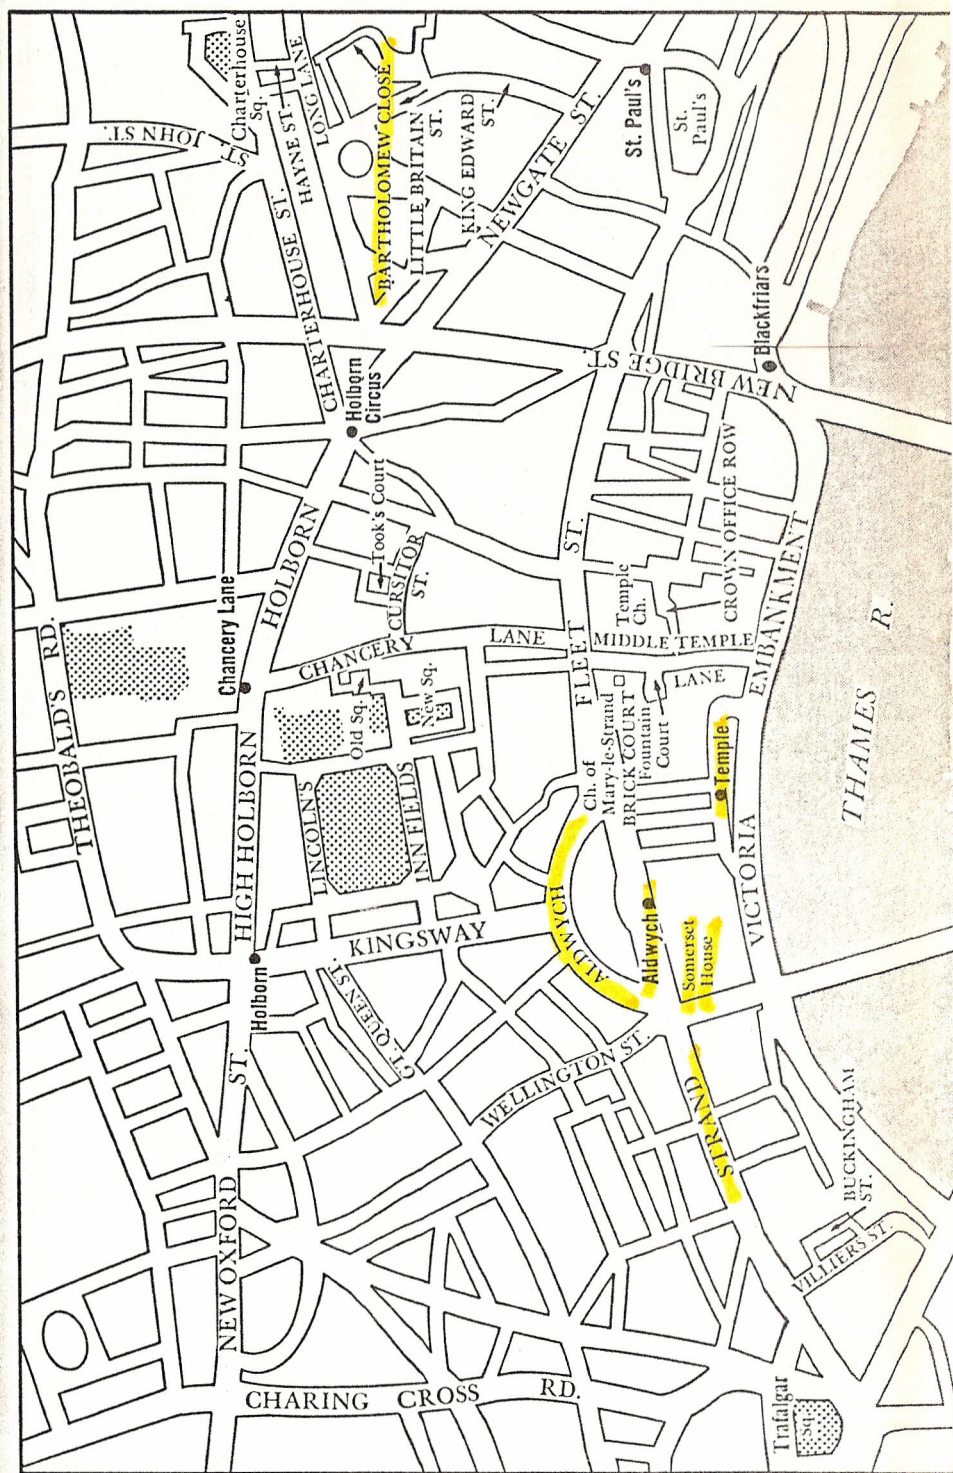 Charterhouse
Sq.
ST. JOHN ST.
HAYNE ST.
LONG LANE
CHARTERHOUSE ST.
BARTHOLOMEW CLOSE
LITTLE BRITAIN
ST.
KING EDWARD
ST.
NEWGATE ST.
St. Paul's
St.
Paul's
Blackfriars
NEW BRIDGE ST.
Holborn
Circus
Took's Court
CURSITOR
ST.
HOLBORN
Chancery Lane
CHANCERY LANE
THEOBALD'S RD.
FLEET ST.
Temple
Ch.
CROWN OFFICE ROW
MIDDLE TEMPLE
LANE
Old Sq.
New Sq.
LINCOLN'S
INN FIELDS
HIGH HOLBORN
Ch. of
Mary-le-Strand
BRICK COURT
Fountain
Court
Temple
VICTORIA EMBANKMENT
THAMES R.
KINGSWAY
ALDWYCH
ALDWYCH
Aldwych
Somerset
House
Holborn
GT. QUEEN ST.
WELLINGTON ST.
STRAND
BUCKINGHAM
ST.
VILLIERS ST.
NEW OXFORD ST.
CHARING CROSS RD.
Trafalgar
Sq.